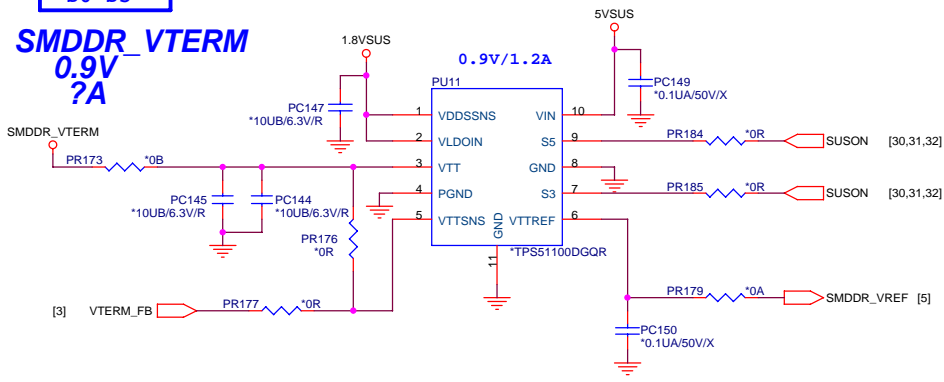 SMDDR_VTERM
0.9V
?A
0.9V/1.2A
1.8VSUS
5VSUS
PU11
PC147
*10UB/6.3V/R
PC149
*0.1UA/50V/X
1 VDDSSNS
VIN 10
2 VLDOIN
S5 9
PR184 *0R
SUSON [30,31,32]
SMDDR_VTERM
PR173 *0B
3 VTT
GND 8
4 PGND
S3 7
PR185 *0R
SUSON [30,31,32]
PC145
*10UB/6.3V/R
PC144
*10UB/6.3V/R
5 VTTSNS
GND
VTTREF 6
11
*TPS51100DGQR
PR176
*0R
[3] VTERM_FB
PR177 *0R
PR179 *0A
SMDDR_VREF [5]
PC150
*0.1UA/50V/X